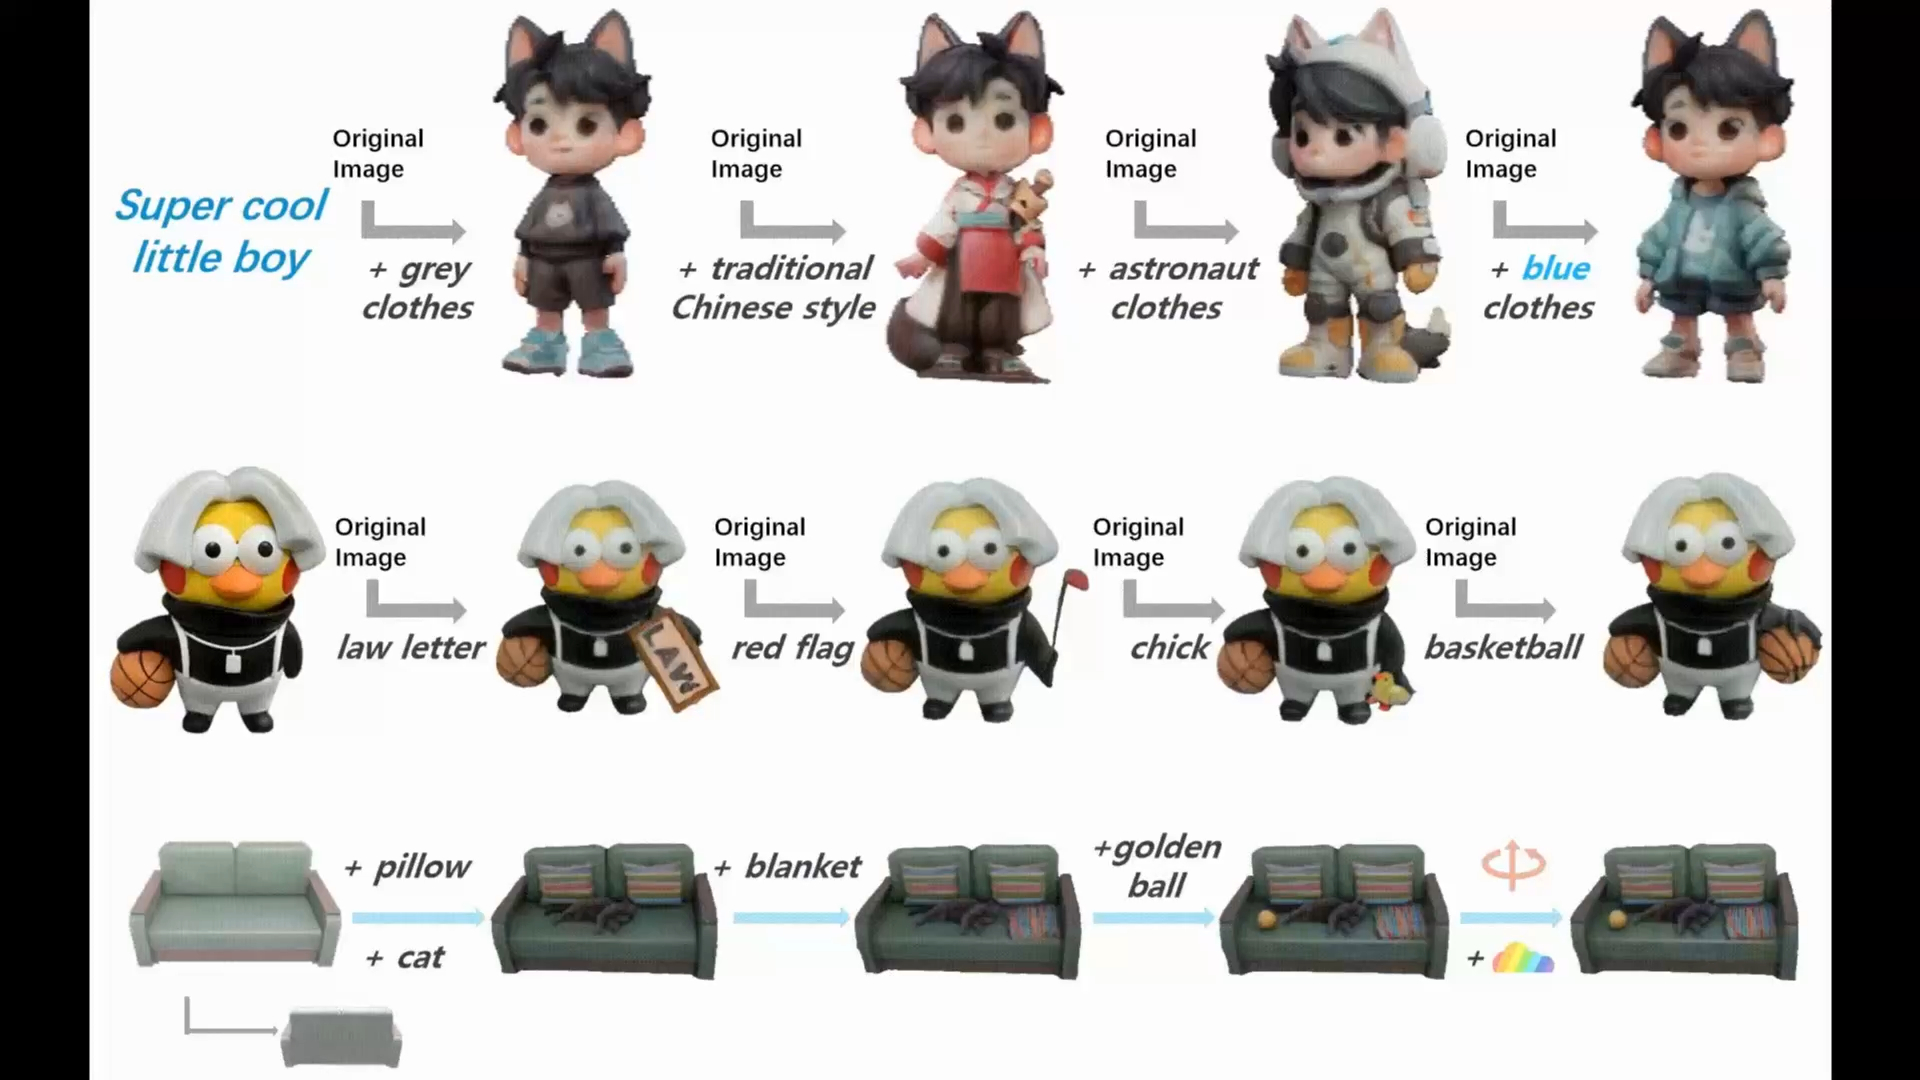 Super cool
little boy
Original
Image
+ grey
clothes
Original
Image
+ traditional
Chinese style
Original
Image
+ astronaut
clothes
Original
Image
+ blue
clothes
Original
Image
law letter
LAW
Original
Image
red flag
Original
Image
chick
Original
Image
basketball
+ pillow
+ cat
+ blanket
+golden
ball
+